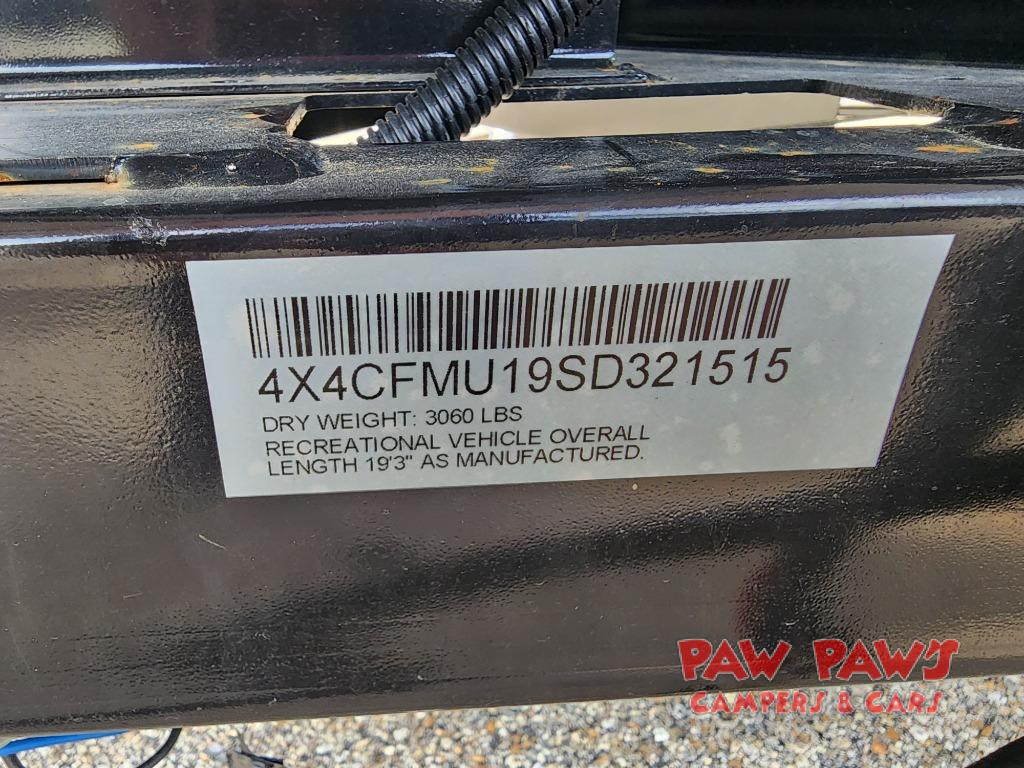 4X4CFMU19SD321515
DRY WEIGHT: 3060 LBS
RECREATIONAL VEHICLE OVERALL
LENGTH 19'3" AS MANUFACTURED.
PAW PAW'S
CAMPERS & CARS